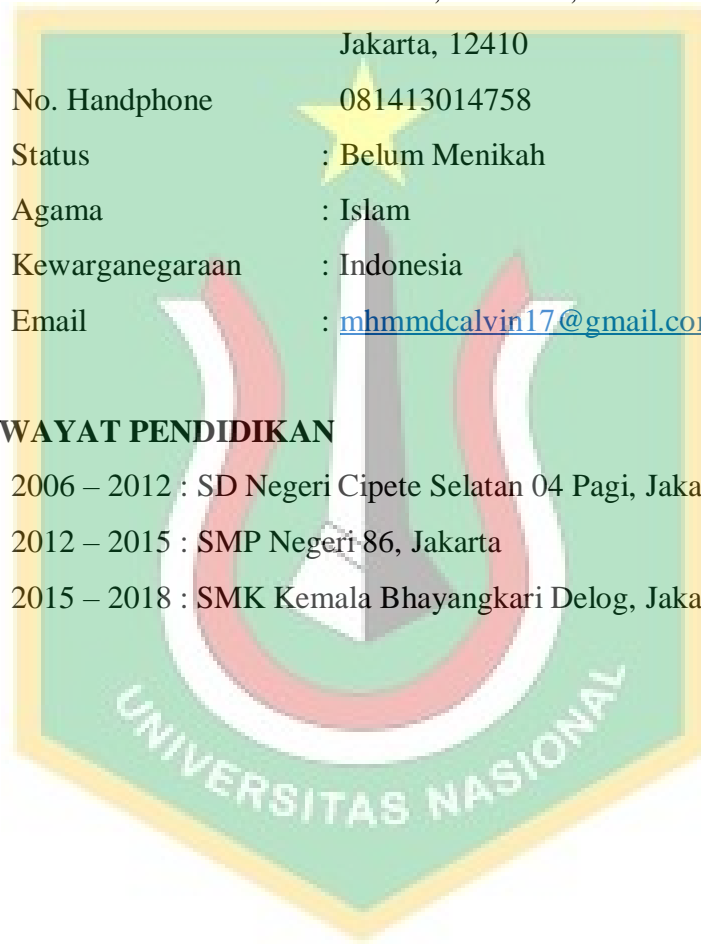 Jakarta, 12410
No. Handphone 081413014758
Status : Belum Menikah
Agama : Islam
Kewarganegaraan : Indonesia
Email : mhmmdcalvin17@gmail.co
WAYAT PENDIDIKAN
2006 – 2012 : SD Negeri Cipete Selatan 04 Pagi, Jaka
2012 – 2015 : SMP Negeri 86, Jakarta
2015 – 2018 : SMK Kemala Bhayangkari Delog, Jaka
UNIVERSITAS NASIONAL